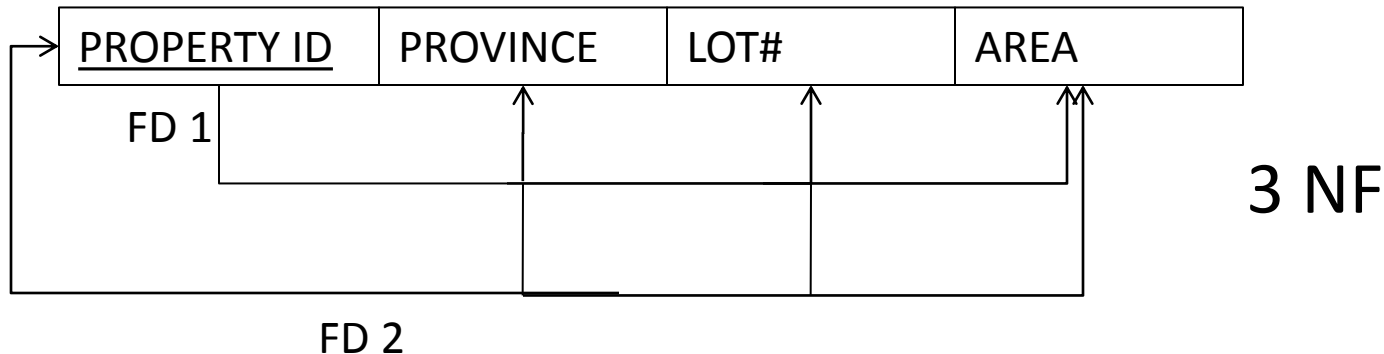 PROPERTY ID PROVINCE LOT# AREA
FD 1
3 NF
FD 2